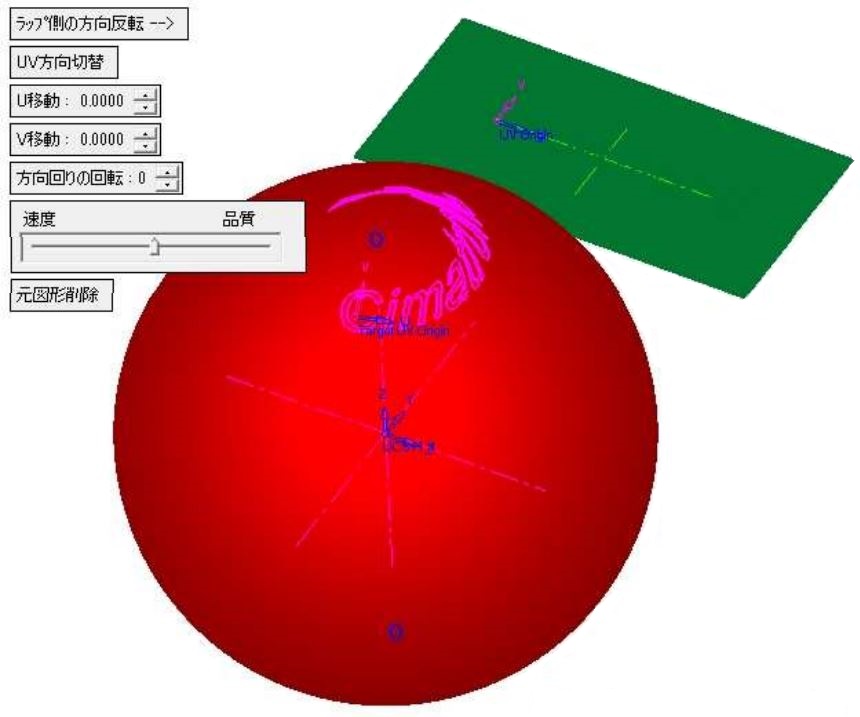 ラップ側の方向反転 -->
UV方向切替
U移動: 0.0000
V移動: 0.0000
方向回りの回転: 0
速度 品質
元図形削除
V
UV Origin
V
Cima
U
Target UV Origin
Z
Y